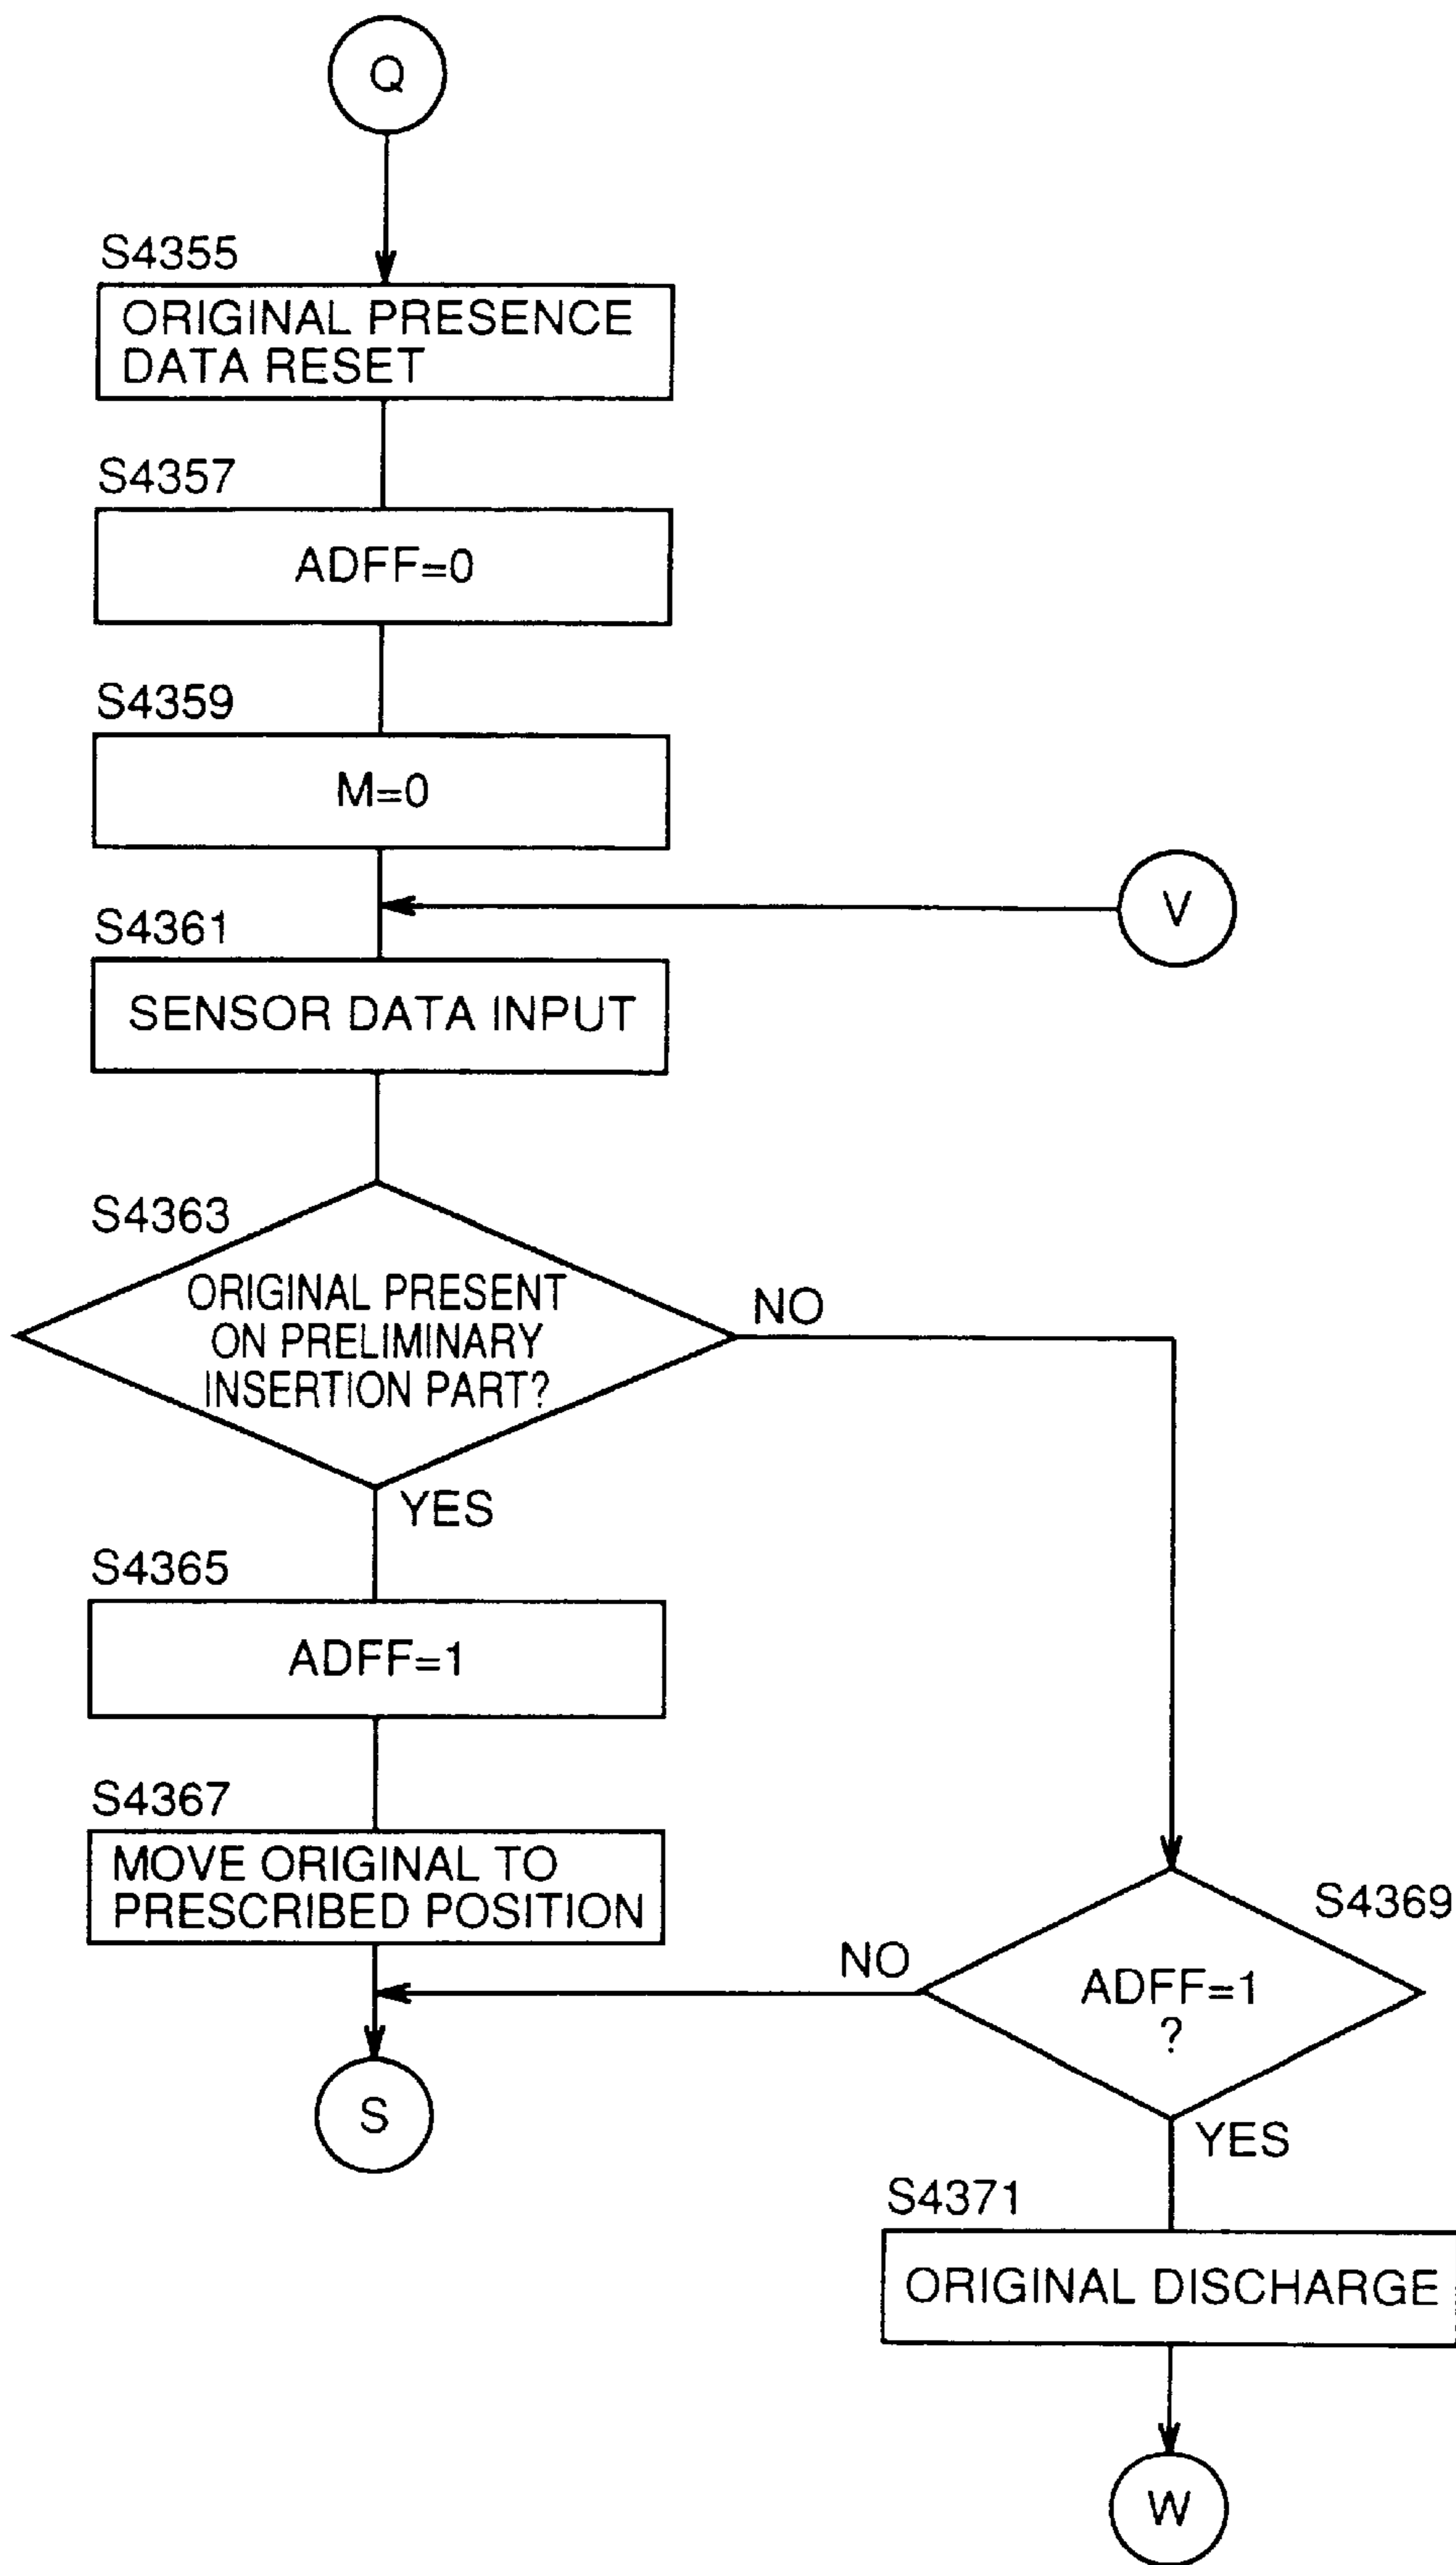 Q
S4355
ORIGINAL PRESENCE
DATA RESET
S4357
ADFF=0
S4359
M=0
V
S4361
SENSOR DATA INPUT
S4363
ORIGINAL PRESENT
ON PRELIMINARY
INSERTION PART?
NO
YES
S4365
ADFF=1
S4367
MOVE ORIGINAL TO
PRESCRIBED POSITION
S4369
NO
ADFF=1
?
S
YES
S4371
ORIGINAL DISCHARGE
W